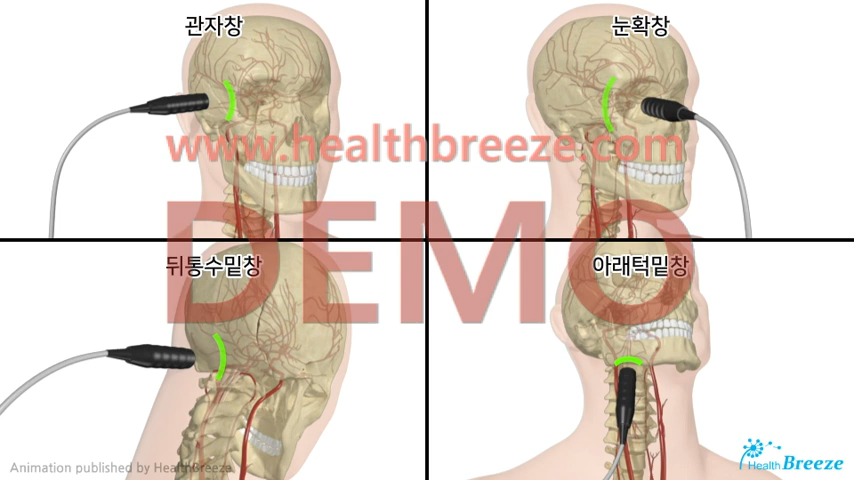 관자창
눈확창
www.healthbreeze.com
DEMO
뒤통수밑창
아래턱밑창
Animation published by HealthBreeze.
Health Breeze